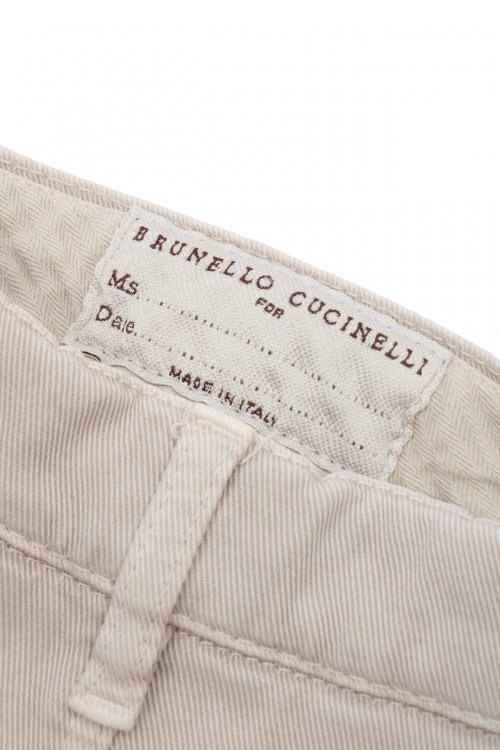 BRUNELLO CUCINELLI
FOR
Ms...............................
Date...............................
MADE IN ITALY